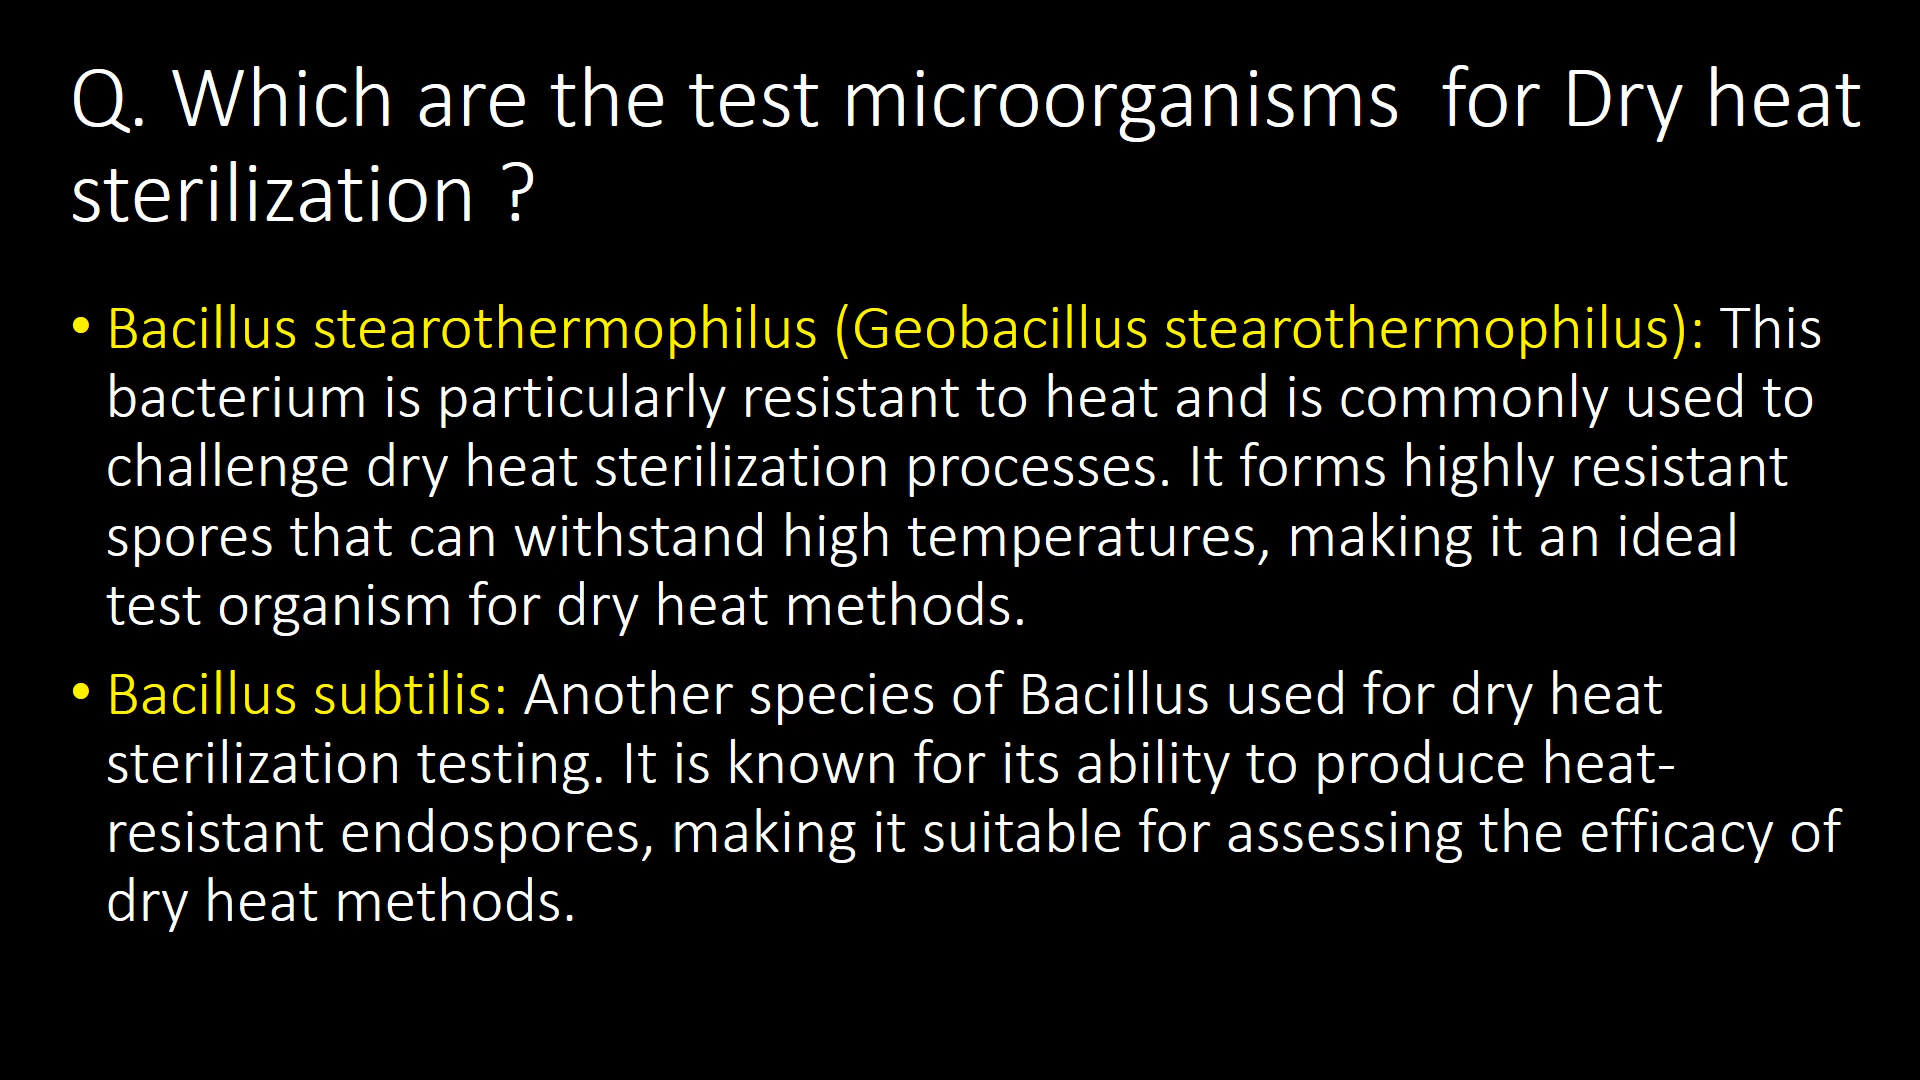 Q. Which are the test microorganisms  for Dry heat
sterilization ?
• Bacillus stearothermophilus (Geobacillus stearothermophilus): This
bacterium is particularly resistant to heat and is commonly used to
challenge dry heat sterilization processes. It forms highly resistant
spores that can withstand high temperatures, making it an ideal
test organism for dry heat methods.
• Bacillus subtilis: Another species of Bacillus used for dry heat
sterilization testing. It is known for its ability to produce heat-
resistant endospores, making it suitable for assessing the efficacy of
dry heat methods.